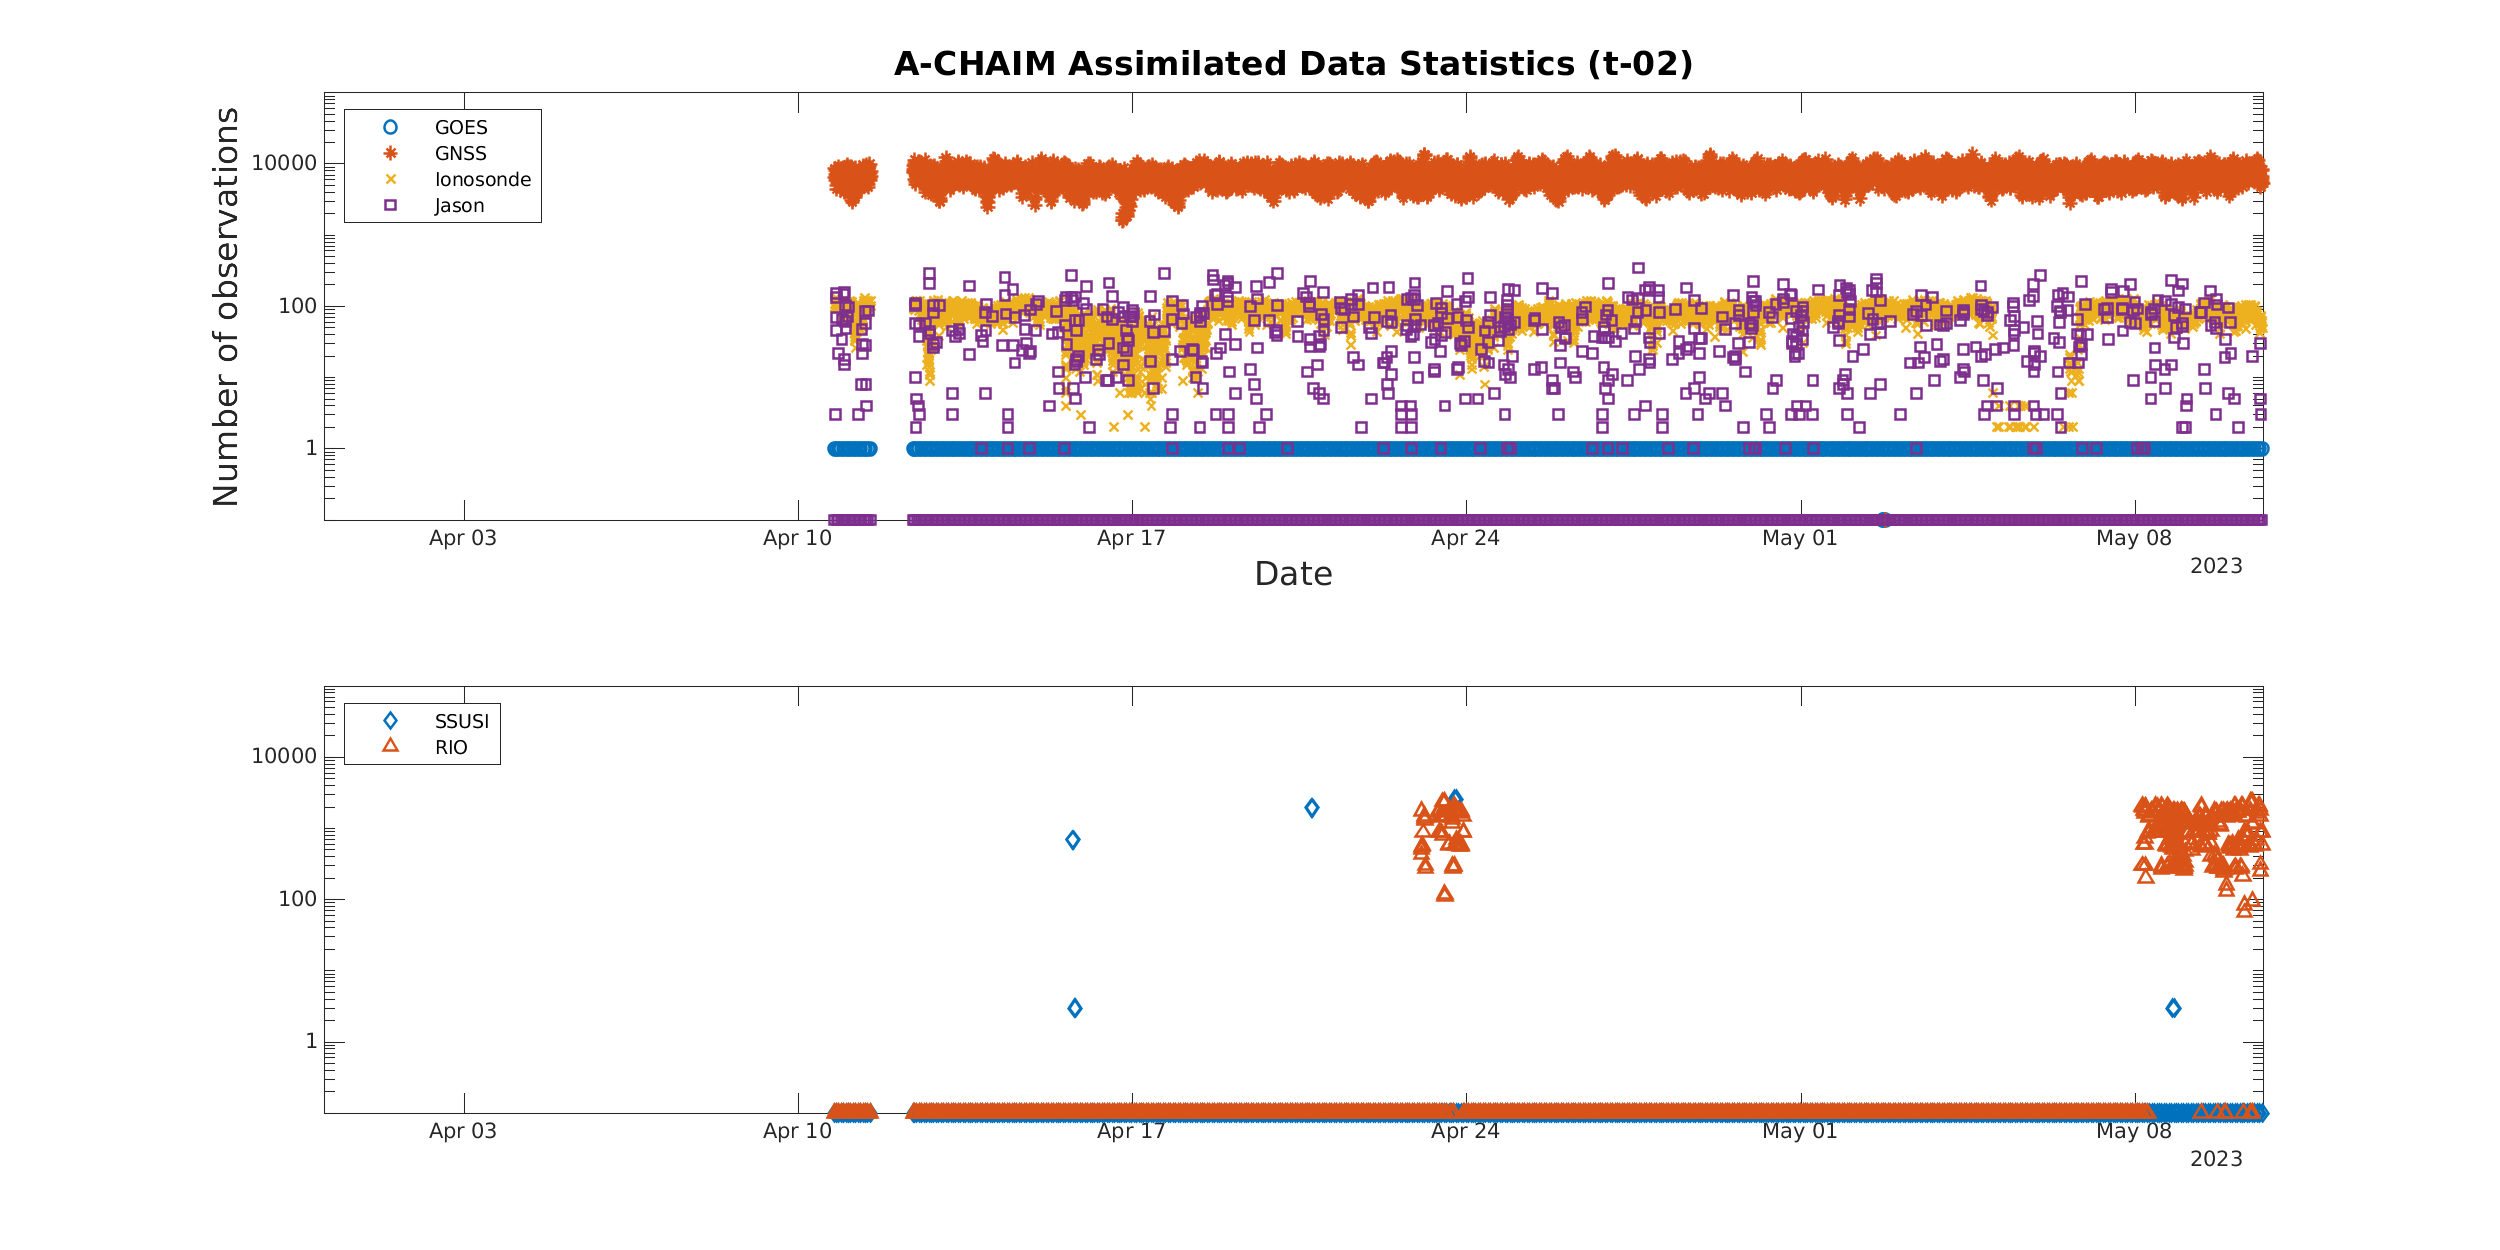 A-CHAIM Assimilated Data Statistics (t-02)
Number of observations
GOES
GNSS
Ionosonde
Jason
10000
100
1
Apr 03 Apr 10 Apr 17 Apr 24 May 01 May 08
2023
Date
SSUSI
RIO
10000
100
1
Apr 03 Apr 10 Apr 17 Apr 24 May 01 May 08
2023